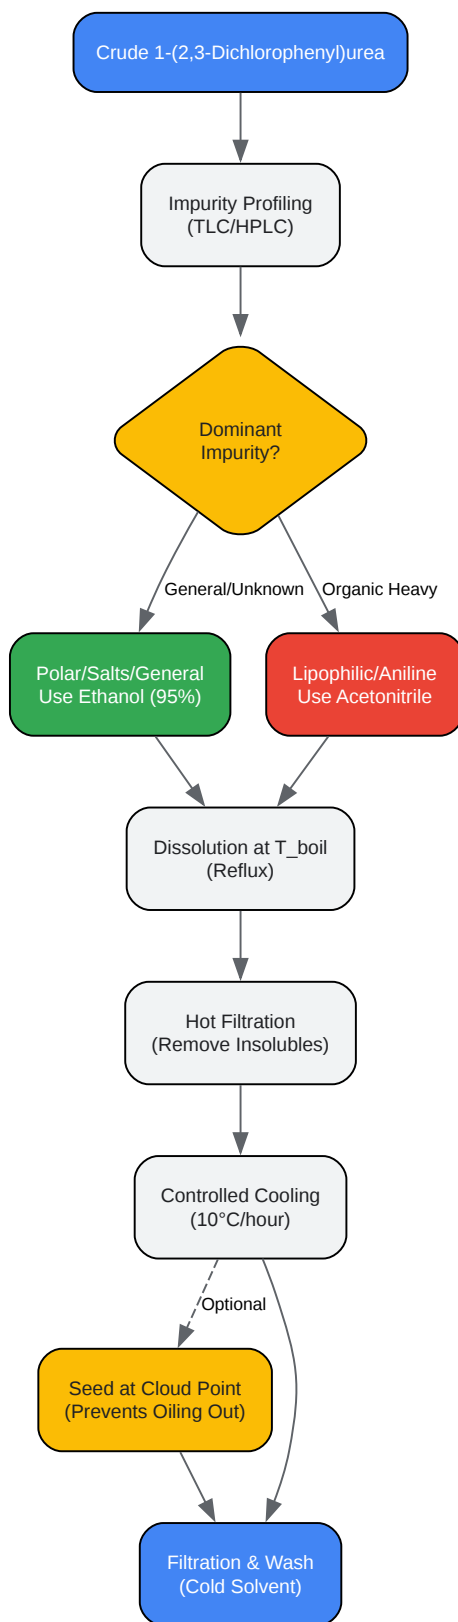 Crude 1-(2,3-Dichlorophenyl)urea
Impurity Profiling
(TLC/HPLC)
Dominant
Impurity?
General/Unknown
Organic Heavy
Polar/Salts/General
Use Ethanol (95%)
Lipophilic/Aniline
Use Acetonitrile
Dissolution at T_boil
(Reflux)
Hot Filtration
(Remove Insolubles)
Controlled Cooling
(10°C/hour)
Optional
Seed at Cloud Point
(Prevents Oiling Out)
Filtration & Wash
(Cold Solvent)